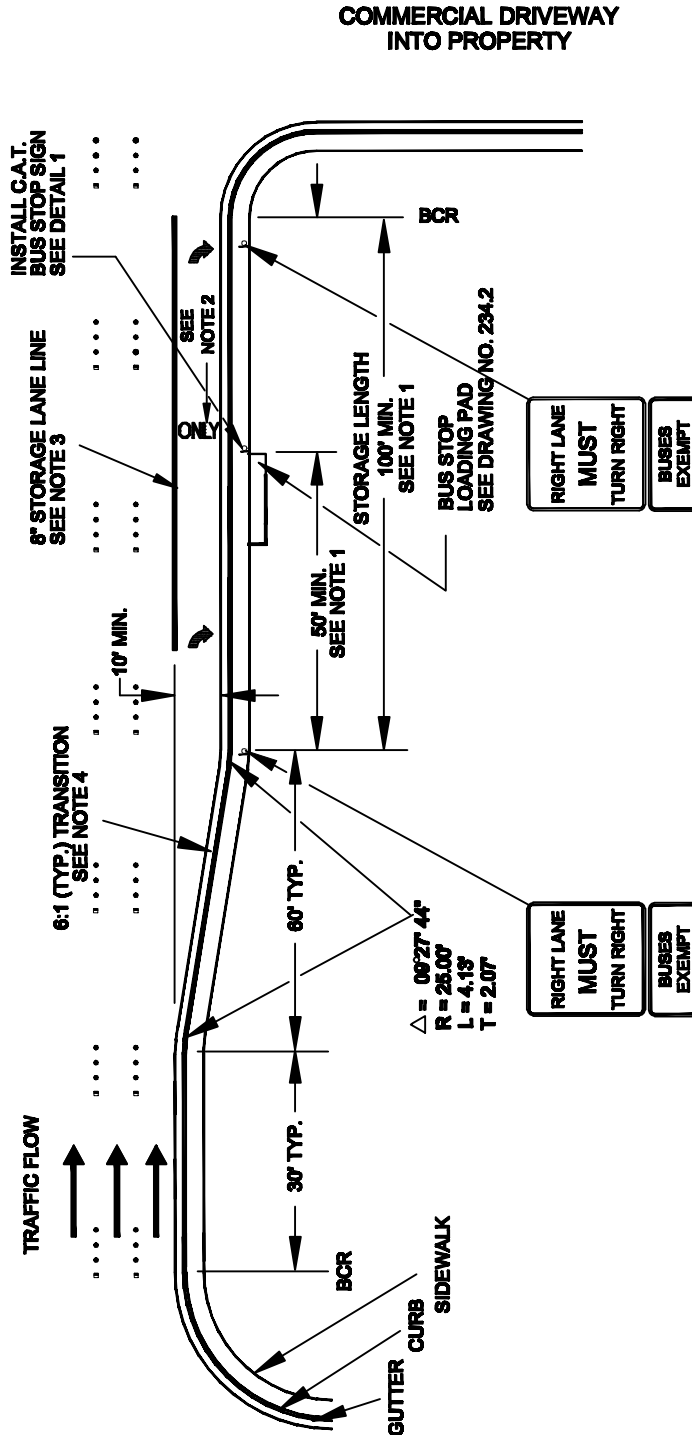 COMMERCIAL DRIVEWAY
INTO PROPERTY
TRAFFIC FLOW
6:1 (TYP.) TRANSITION
SEE NOTE 4
10' MIN.
8" STORAGE LANE LINE
SEE NOTE 3
INSTALL C.A.T.
BUS STOP SIGN
SEE DETAIL 1
ONLY
SEE
NOTE 2
BCR
30' TYP.
60' TYP.
50' MIN.
SEE NOTE 1
STORAGE LENGTH
100' MIN.
SEE NOTE 1
BCR
BUS STOP
LOADING PAD
SEE DRAWING NO. 234.2
GUTTER
CURB
SIDEWALK
△ = 09°27' 44"
R = 25.00'
L = 4.13'
T = 2.07'
RIGHT LANE
MUST
TURN RIGHT
BUSES
EXEMPT
RIGHT LANE
MUST
TURN RIGHT
BUSES
EXEMPT